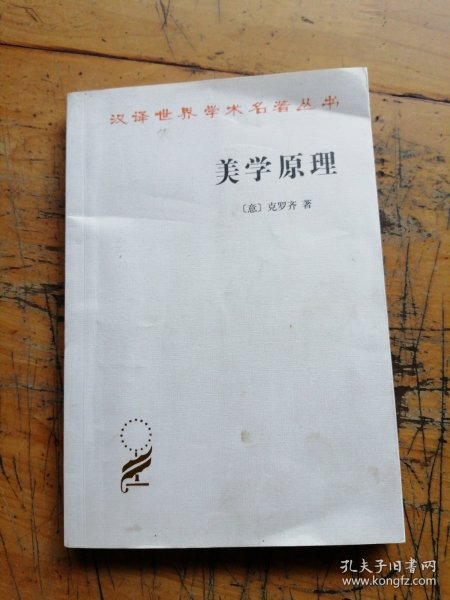 汉译世界学术名著丛书
美学原理
〔意〕克罗齐 著
孔夫子旧书网
www.kongfz.com